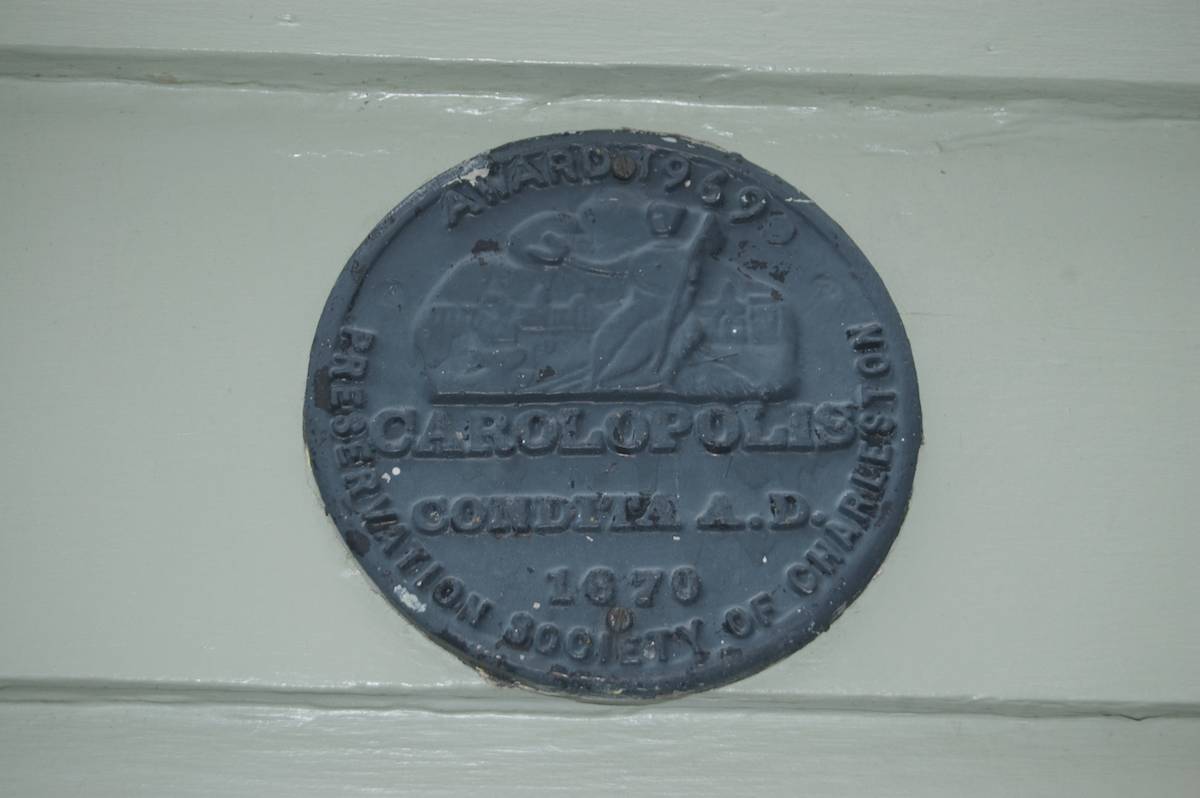 AWARD 1969
CAROLOPOLIS
CONDITA A.D.
1670
PRESERVATION SOCIETY OF CHARLESTON